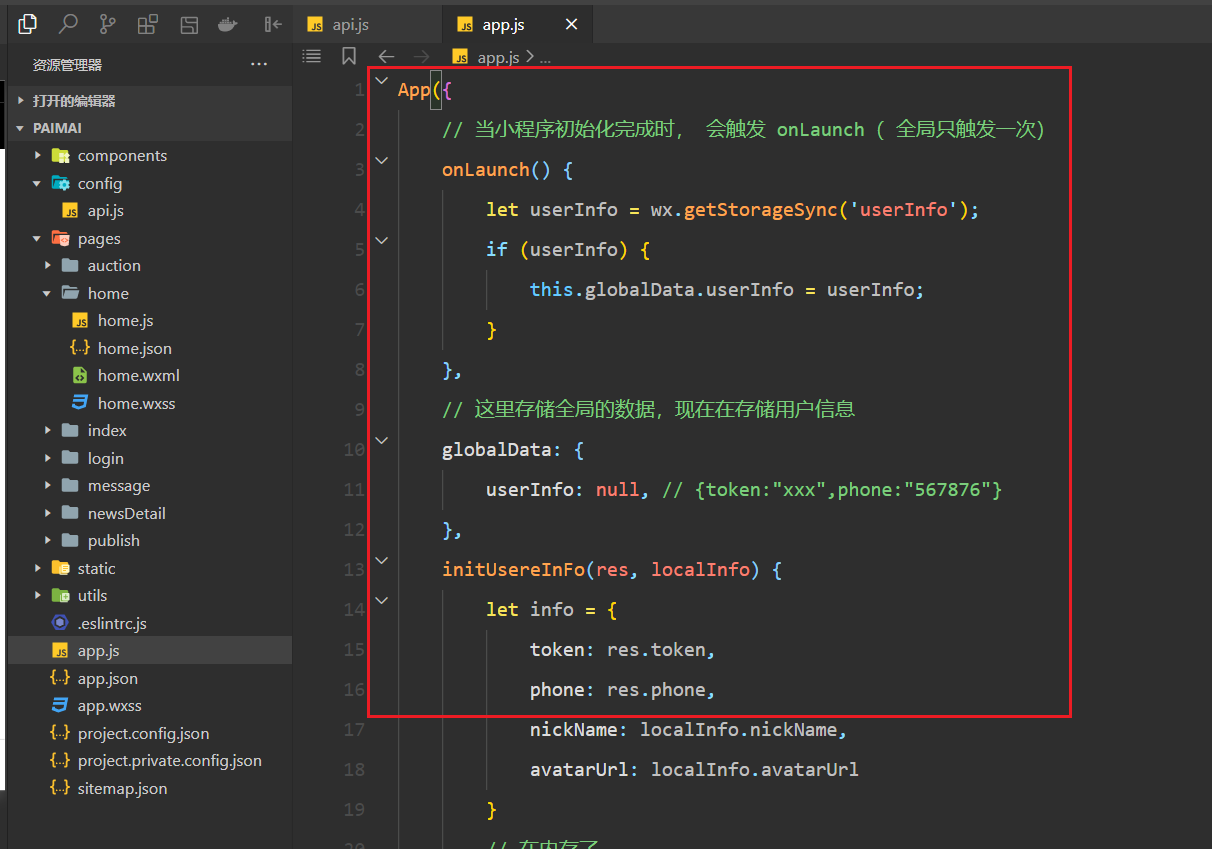 api.js
app.js
资源管理器
app.js > ...
打开的编辑器
PAIMAI
components
config
api.js
pages
auction
home
home.js
home.json
home.wxml
home.wxss
index
login
message
newsDetail
publish
static
utils
.eslintrc.js
app.js
app.json
app.wxss
project.config.json
project.private.config.json
sitemap.json
1 App({
2 // 当小程序初始化完成时， 会触发 onLaunch ( 全局只触发一次)
3 onLaunch() {
4 let userInfo = wx.getStorageSync('userInfo');
5 if (userInfo) {
6 this.globalData.userInfo = userInfo;
7 }
8 },
9 // 这里存储全局的数据，现在在存储用户信息
10 globalData: {
11 userInfo: null, // {token:"xxx",phone:"567876"}
12 },
13 initUsereInFo(res, localInfo) {
14 let info = {
15 token: res.token,
16 phone: res.phone,
17 nickName: localInfo.nickName,
18 avatarUrl: localInfo.avatarUrl
19 }
20 // 在内存了